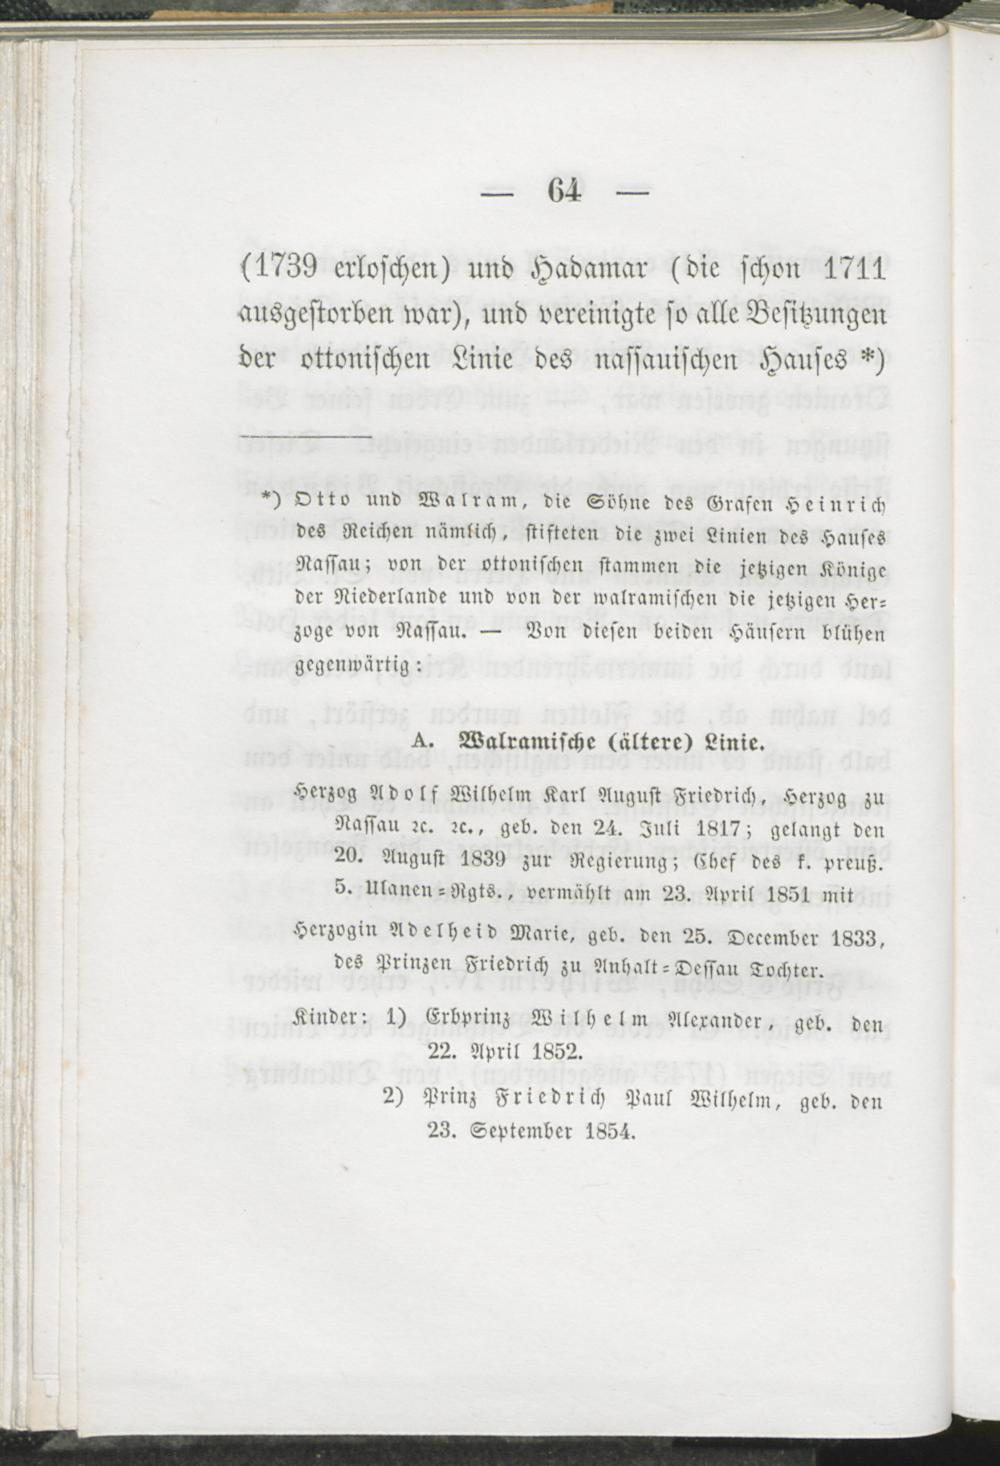 — 64 —
(1739 erloschen) und Hadamar (die schon 1711
ausgestorben war), und vereinigte so alle Besitzungen
der ottonischen Linie des nassauischen Hauses *)
*) Otto und Walram, die Söhne des Grafen Heinrich
des Reichen nämlich, stifteten die zwei Linien des Hauses
Nassau; von der ottonischen stammen die jetzigen Könige
der Niederlande und von der walramischen die jetzigen Her-
zoge von Nassau. — Von diesen beiden Häusern blühen
gegenwärtig:
A. Walramische (ältere) Linie.
Herzog Adolf Wilhelm Karl August Friedrich, Herzog zu
Nassau ꝛc. ꝛc., geb. den 24. Juli 1817; gelangt den
20. August 1839 zur Regierung; Chef des k. preuß.
5. Ulanen-Rgts., vermählt am 23. April 1851 mit
Herzogin Adelheid Marie, geb. den 25. December 1833,
des Prinzen Friedrich zu Anhalt-Dessau Tochter.
Kinder: 1) Erbprinz Wilhelm Alexander, geb. den
22. April 1852.
2) Prinz Friedrich Paul Wilhelm, geb. den
23. September 1854.